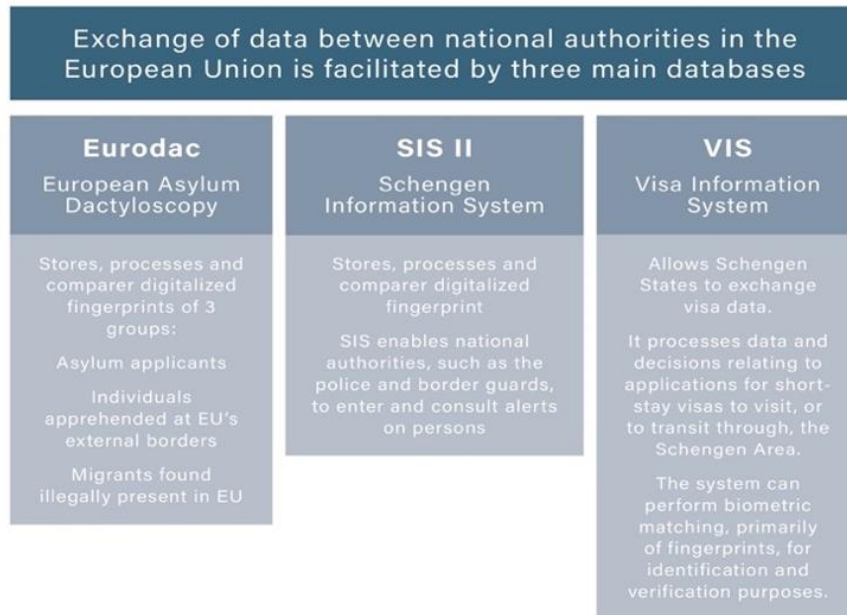 Exchange of data between national authorities in the
European Union is facilitated by three main databases
Eurodac
European Asylum
Dactyloscopy
Stores, processes and
comparer digitalized
fingerprints of 3
groups:
Asylum applicants
Individuals
apprehended at EU's
external borders
Migrants found
illegally present in EU
SIS II
Schengen
Information System
Stores, processes and
comparer digitalized
fingerprint
SIS enables national
authorities, such as the
police and border guards,
to enter and consult alerts
on persons
VIS
Visa Information
System
Allows Schengen
States to exchange
visa data.
It processes data and
decisions relating to
applications for short-
stay visas to visit, or
to transit through, the
Schengen Area.
The system can
perform biometric
matching, primarily
of fingerprints, for
identification and
verification purposes.